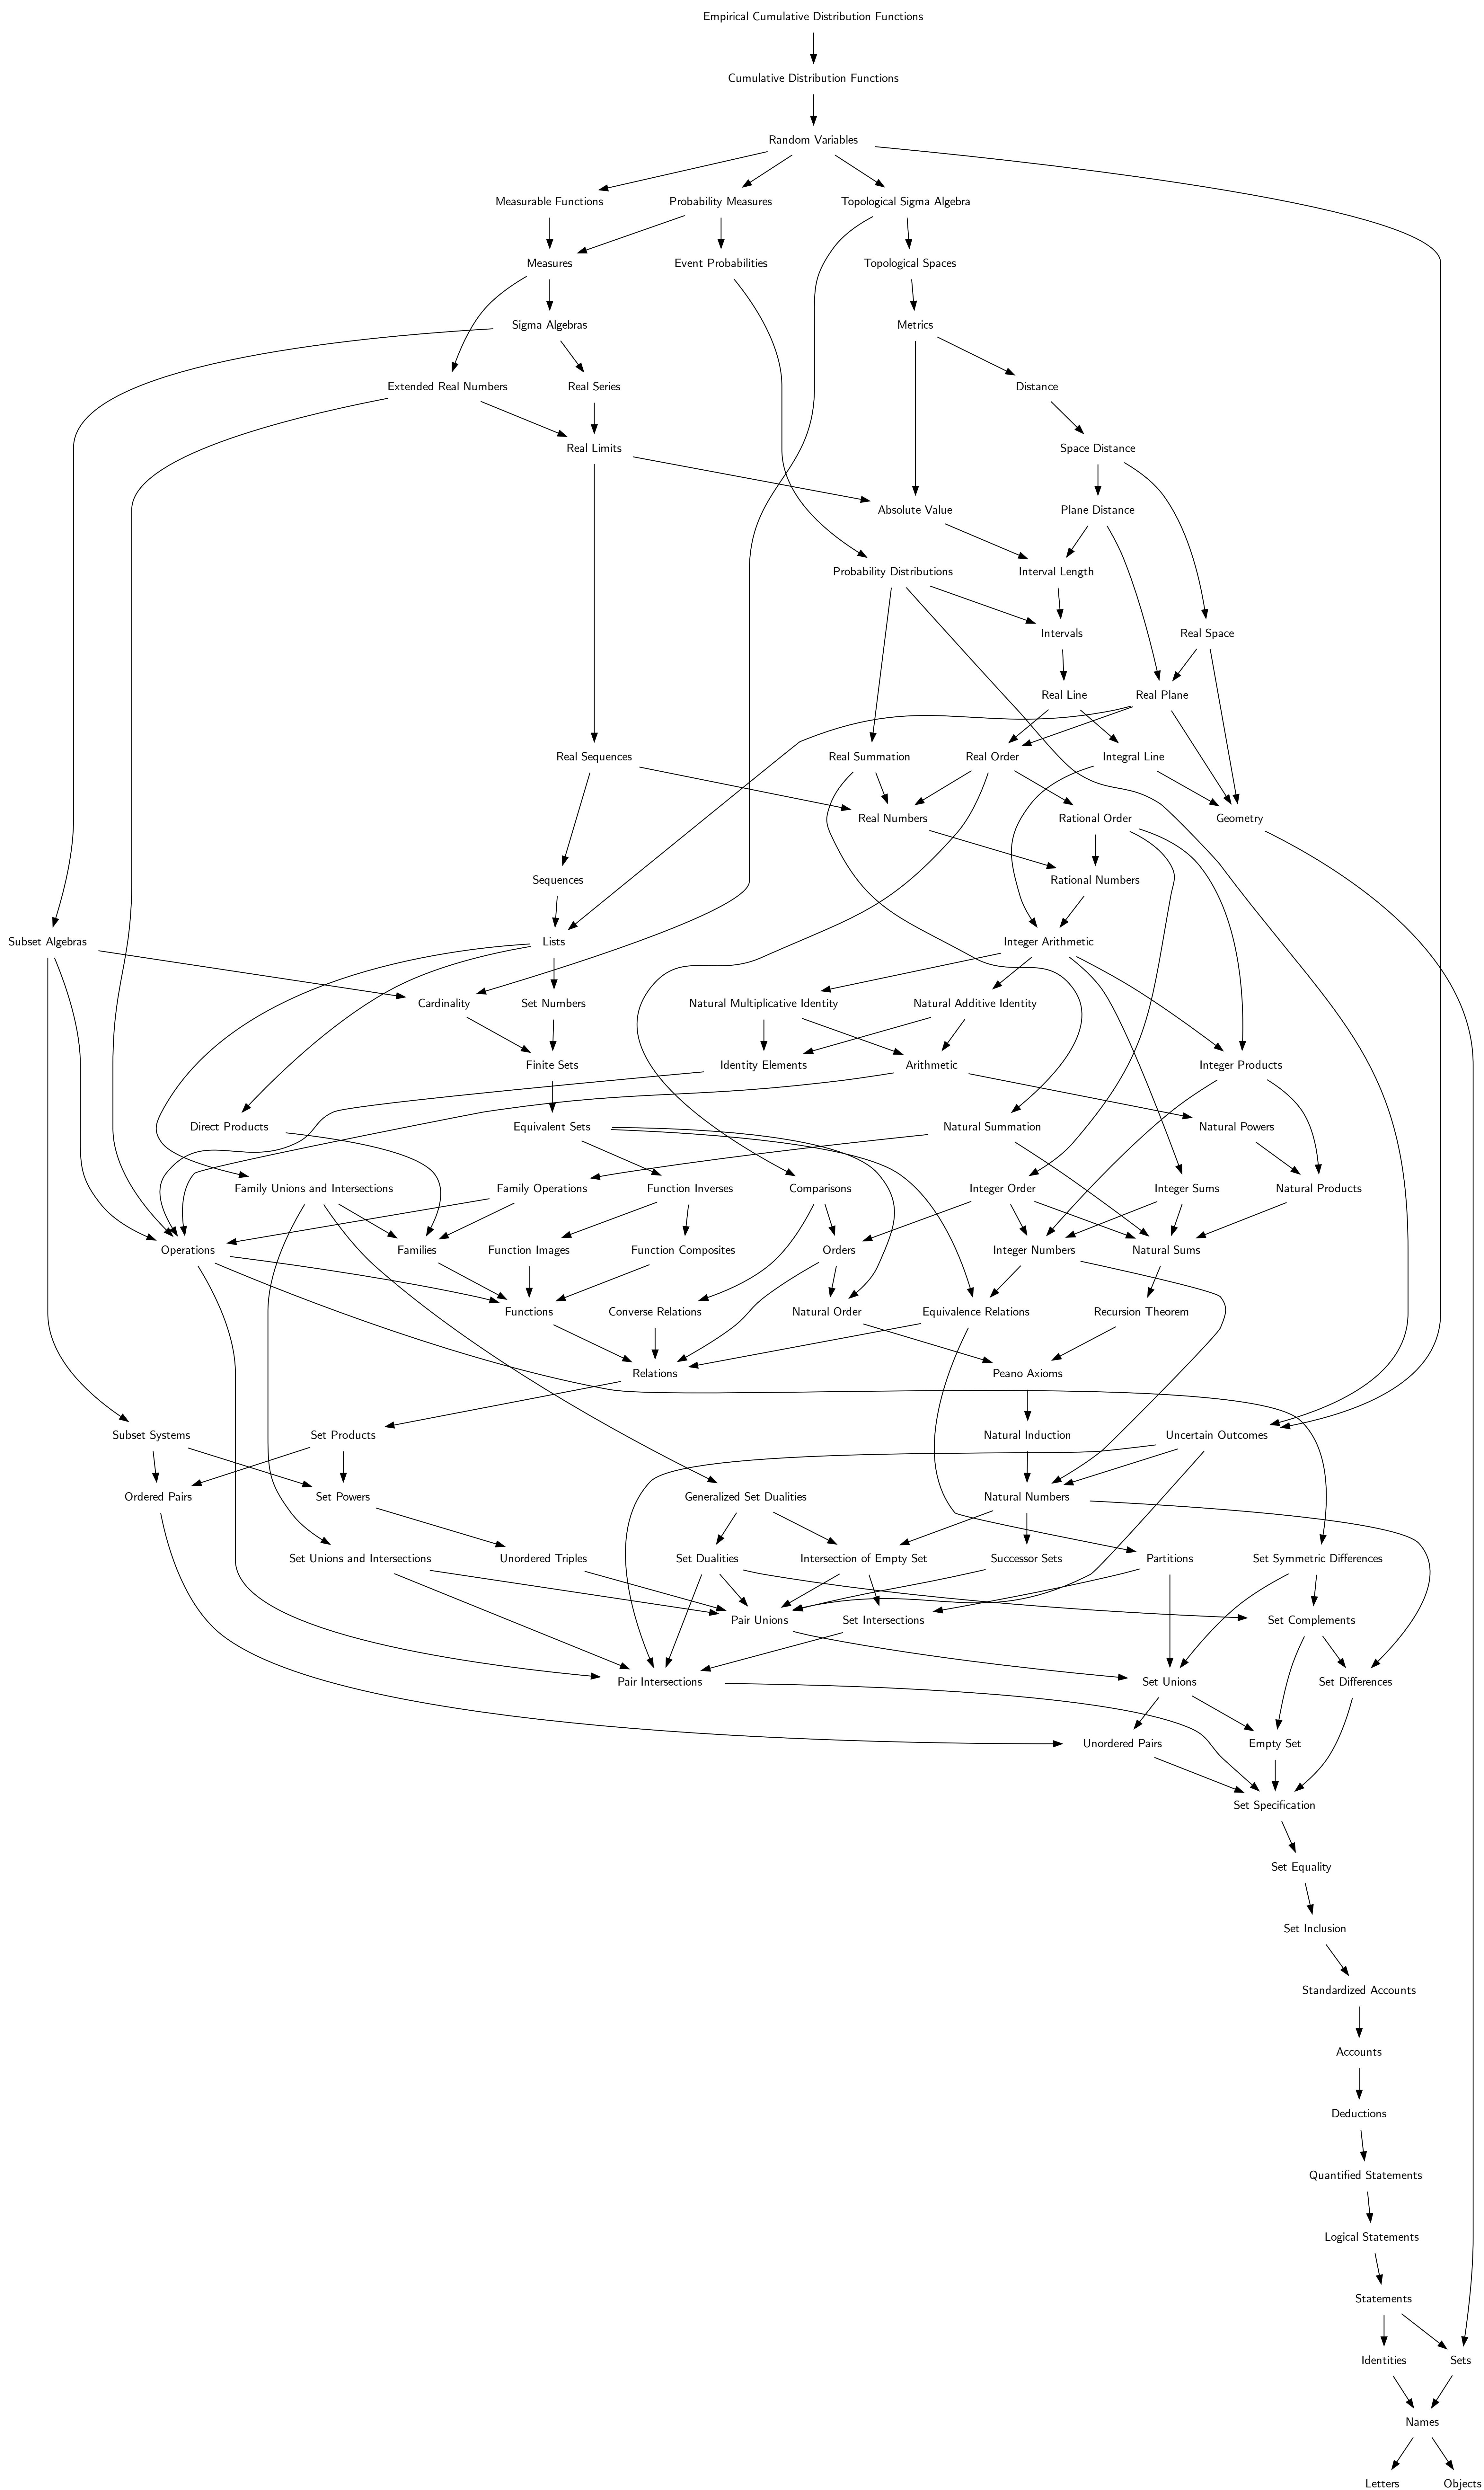 Empirical Cumulative Distribution Functions
Cumulative Distribution Functions
Random Variables
Measurable Functions
Probability Measures
Topological Sigma Algebra
Measures
Event Probabilities
Topological Spaces
Sigma Algebras
Metrics
Extended Real Numbers
Real Series
Distance
Real Limits
Space Distance
Absolute Value
Plane Distance
Probability Distributions
Interval Length
Intervals
Real Space
Real Line
Real Plane
Real Sequences
Real Summation
Real Order
Integral Line
Real Numbers
Rational Order
Geometry
Sequences
Rational Numbers
Subset Algebras
Lists
Integer Arithmetic
Cardinality
Set Numbers
Natural Multiplicative Identity
Natural Additive Identity
Finite Sets
Identity Elements
Arithmetic
Integer Products
Direct Products
Equivalent Sets
Natural Summation
Natural Powers
Family Unions and Intersections
Family Operations
Function Inverses
Comparisons
Integer Order
Integer Sums
Natural Products
Operations
Families
Function Images
Function Composites
Orders
Integer Numbers
Natural Sums
Functions
Converse Relations
Natural Order
Equivalence Relations
Recursion Theorem
Relations
Peano Axioms
Subset Systems
Set Products
Natural Induction
Uncertain Outcomes
Ordered Pairs
Set Powers
Generalized Set Dualities
Natural Numbers
Set Unions and Intersections
Unordered Triples
Set Dualities
Intersection of Empty Set
Successor Sets
Partitions
Set Symmetric Differences
Pair Unions
Set Intersections
Set Complements
Pair Intersections
Set Unions
Set Differences
Unordered Pairs
Empty Set
Set Specification
Set Equality
Set Inclusion
Standardized Accounts
Accounts
Deductions
Quantified Statements
Logical Statements
Statements
Identities
Sets
Names
Letters
Objects